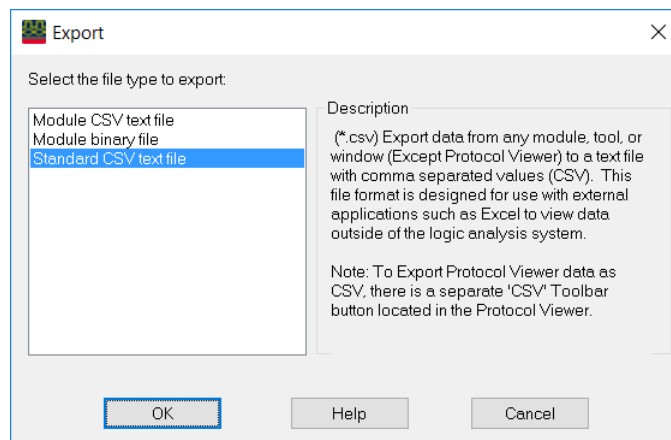 Export
Select the file type to export:
Module CSV text file
Module binary file
Standard CSV text file
Description
(*.csv) Export data from any module, tool, or
window (Except Protocol Viewer) to a text file
with comma separated values (CSV). This
file format is designed for use with external
applications such as Excel to view data
outside of the logic analysis system.
Note: To Export Protocol Viewer data as
CSV, there is a separate 'CSV' Toolbar
button located in the Protocol Viewer.
OK
Help
Cancel